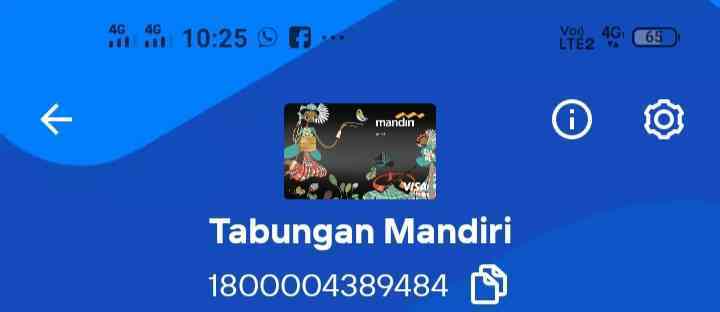 4G 4G 10:25 ... Vo) LTE2 4G 65
mandiri
VISA
Tabungan Mandiri
1800004389484